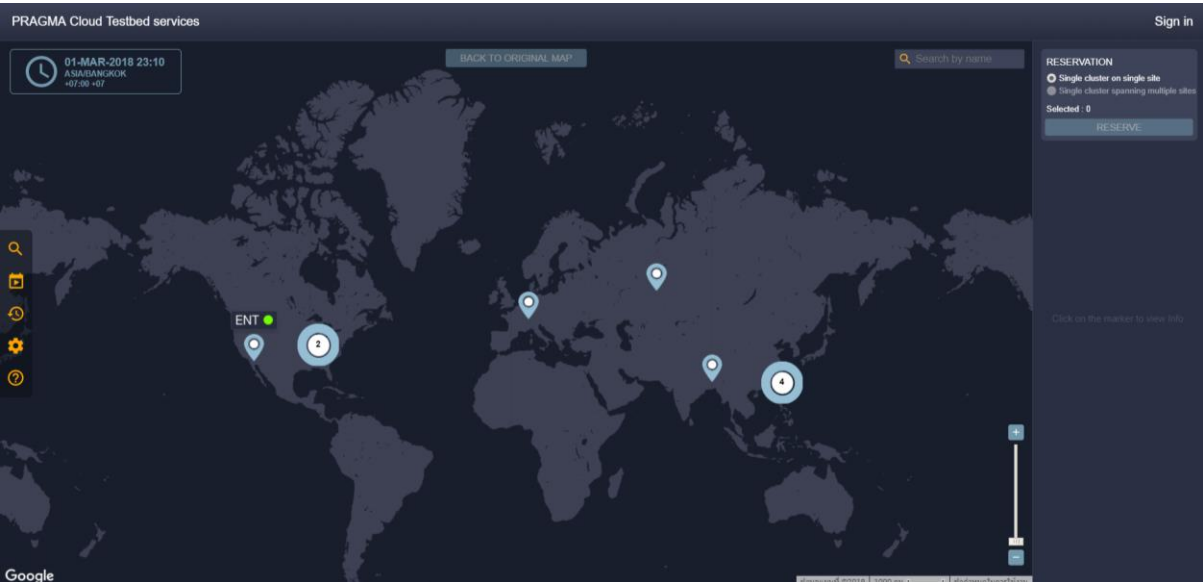 PRAGMA Cloud Testbed services
Sign in
01-MAR-2018 23:10
ASIA/BANGKOK
+07:00 +07
BACK TO ORIGINAL MAP
Search by name
RESERVATION
Single cluster on single site
Single cluster spanning multiple sites
Selected : 0
RESERVE
ENT
2
4
Click on the marker to view info
+
−
Google